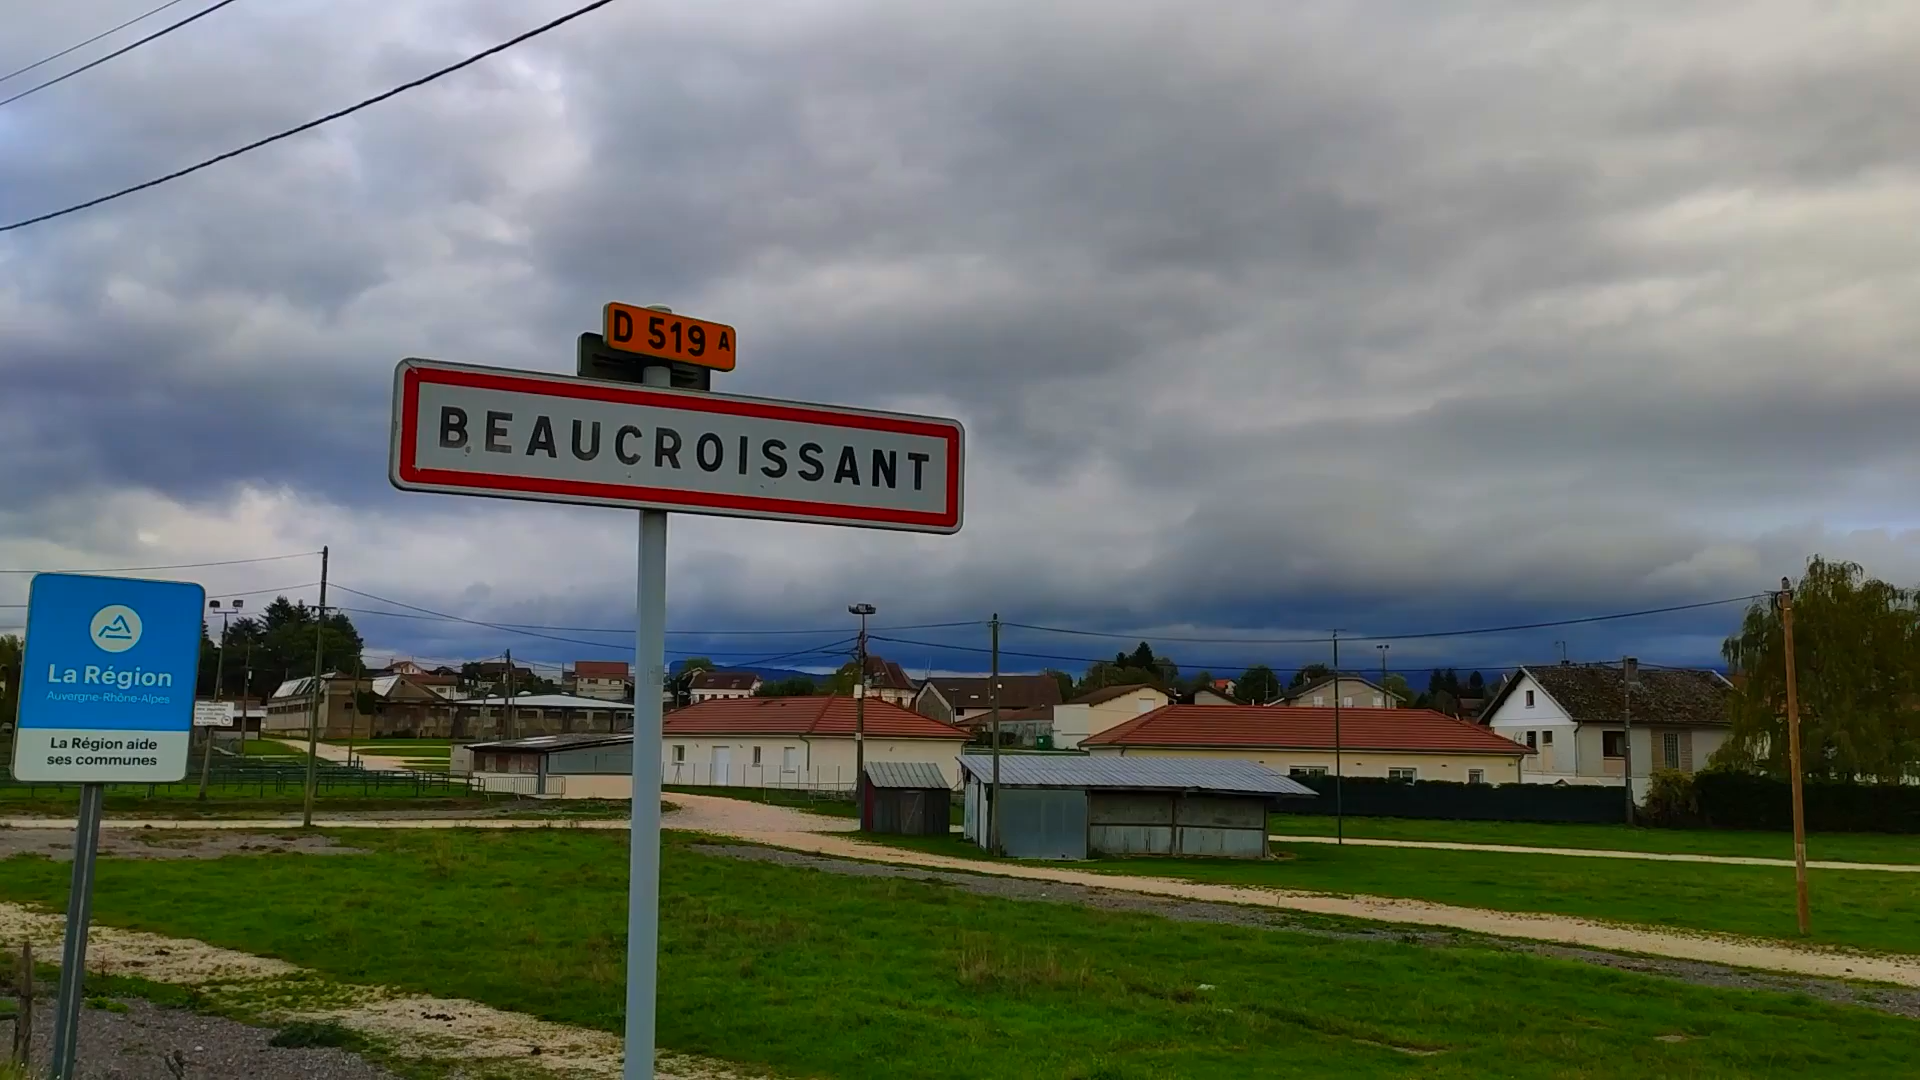 D 519 A
BEAUCROISSANT
La Région
Auvergne-Rhône-Alpes
La Région aide
ses communes